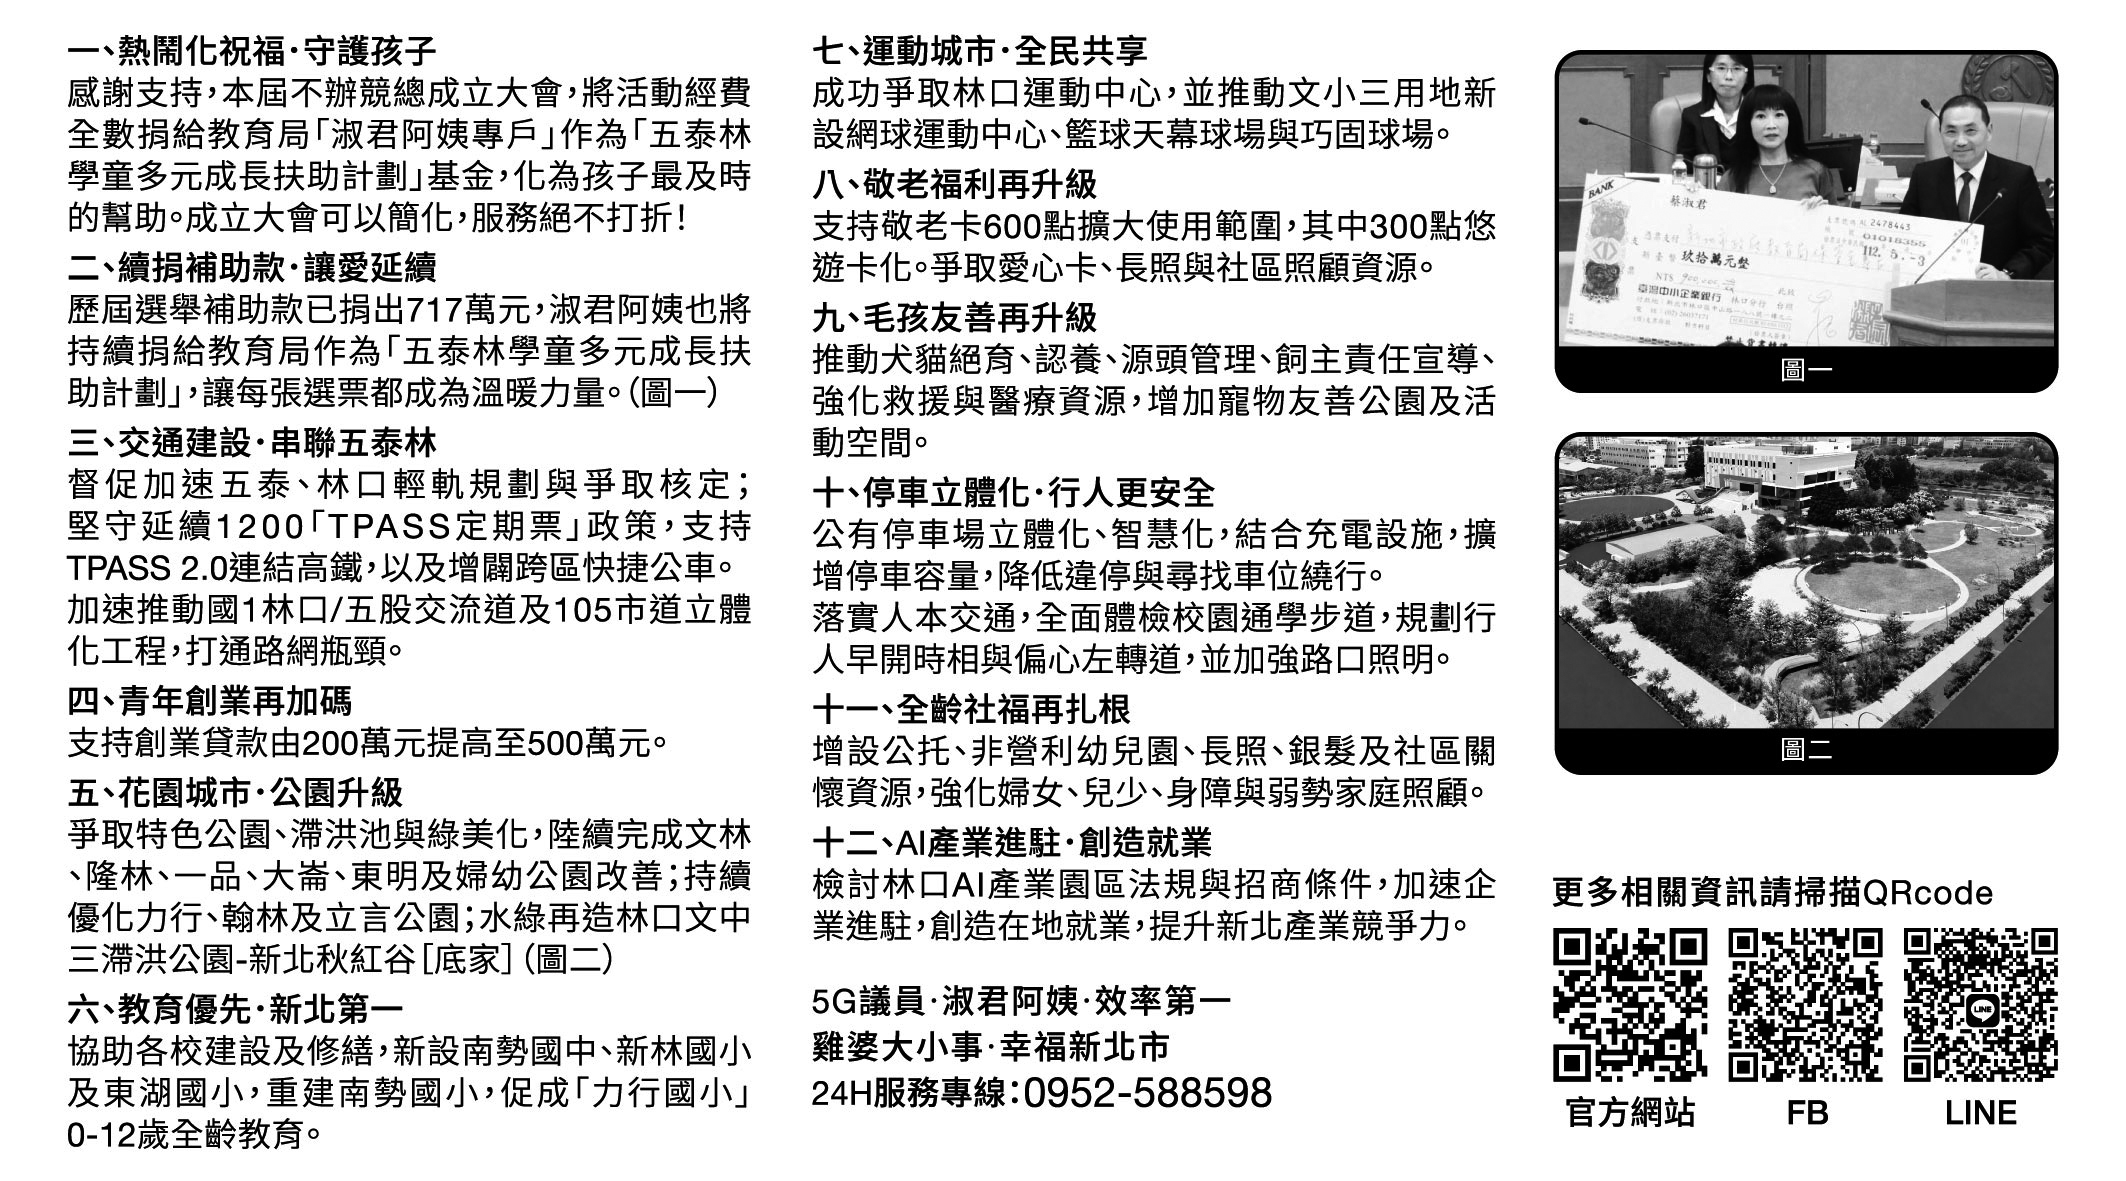 一、熱鬧化祝福·守護孩子
感謝支持，本屆不辦競總成立大會，將活動經費
全數捐給教育局「淑君阿姨專戶」作為「五泰林
學童多元成長扶助計劃」基金，化為孩子最及時
的幫助。成立大會可以簡化，服務絕不打折！
二、續捐補助款·讓愛延續
歷屆選舉補助款已捐出717萬元，淑君阿姨也將
持續捐給教育局作為「五泰林學童多元成長扶
助計劃」，讓每張選票都成為溫暖力量。（圖一）
三、交通建設·串聯五泰林
督促加速五泰、林口輕軌規劃與爭取核定；
堅守延續1200「TPASS定期票」政策，支持
TPASS 2.0連結高鐵，以及增闢跨區快捷公車。
加速推動國1林口/五股交流道及105市道立體
化工程，打通路網瓶頸。
四、青年創業再加碼
支持創業貸款由200萬元提高至500萬元。
五、花園城市·公園升級
爭取特色公園、滯洪池與綠美化，陸續完成文林
、隆林、一品、大崙、東明及婦幼公園改善；持續
優化力行、翰林及立言公園；水綠再造林口文中
三滯洪公園-新北秋紅谷［底家］（圖二）
六、教育優先·新北第一
協助各校建設及修繕，新設南勢國中、新林國小
及東湖國小，重建南勢國小，促成「力行國小」
0-12歲全齡教育。
七、運動城市·全民共享
成功爭取林口運動中心，並推動文小三用地新
設網球運動中心、籃球天幕球場與巧固球場。
八、敬老福利再升級
支持敬老卡600點擴大使用範圍，其中300點悠
遊卡化。爭取愛心卡、長照與社區照顧資源。
九、毛孩友善再升級
推動犬貓絕育、認養、源頭管理、飼主責任宣導、
強化救援與醫療資源，增加寵物友善公園及活
動空間。
十、停車立體化·行人更安全
公有停車場立體化、智慧化，結合充電設施，擴
增停車容量，降低違停與尋找車位繞行。
落實人本交通，全面體檢校園通學步道，規劃行
人早開時相與偏心左轉道，並加強路口照明。
十一、全齡社福再扎根
增設公托、非營利幼兒園、長照、銀髮及社區關
懷資源，強化婦女、兒少、身障與弱勢家庭照顧。
十二、AI產業進駐·創造就業
檢討林口AI產業園區法規與招商條件，加速企
業進駐，創造在地就業，提升新北產業競爭力。
5G議員·淑君阿姨·效率第一
雞婆大小事·幸福新北市
24H服務專線：0952-588598
BANK
蔡淑君
2478443
01018355
112. 5. -3
玖拾萬元整
NT$ 900,000
臺灣中小企業銀行 林口分行
圖一
圖二
更多相關資訊請掃描QRcode
LINE
官方網站
FB
LINE